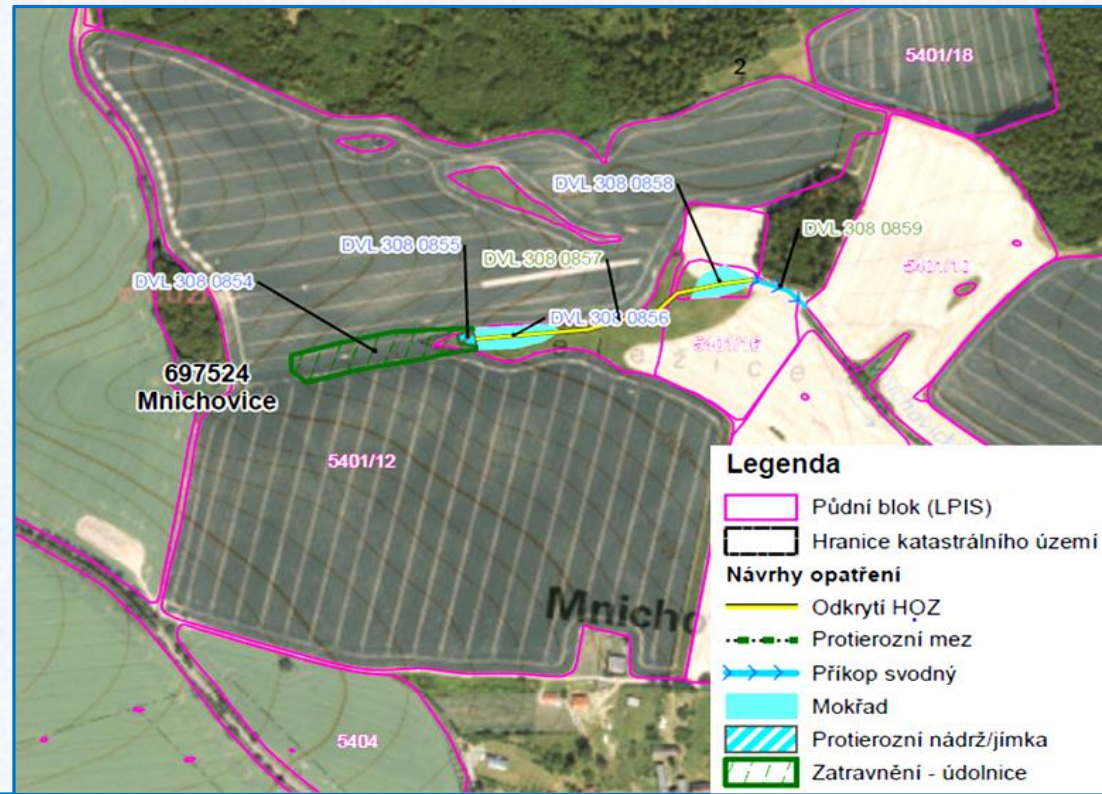 5401/18
2
DVL 308 0858
DVL 308 0859
DVL 308 0855
DVL 308 0857
DVL 308 0854
DVL 308 0856
697524
Mnichovice
5401/12
5404
Mnicho
Legenda
Půdní blok (LPIS)
Hranice katastrálního území
Návrhy opatření
Odkrytí HOZ
Protierozní mez
Příkop svodný
Mokřad
Protierozní nádrž/jímka
Zatravnění - údolnice